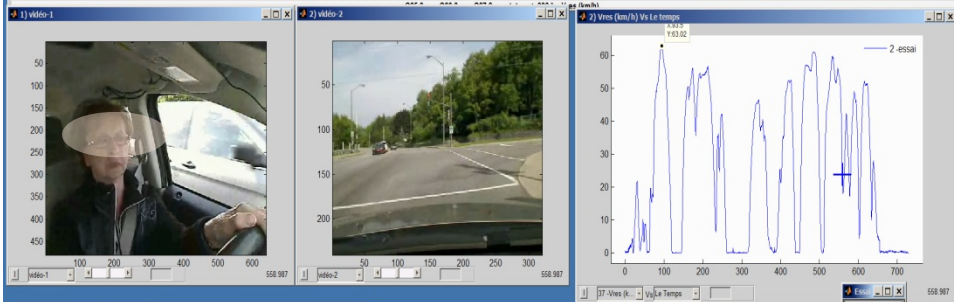 1) vidéo-1
50
100
150
200
250
300
350
400
450
100 200 300 400 500 600
vidéo-1
558.987
2) vidéo-2
50
100
150
200
50 100 150 200 250 300
vidéo-2
558.987
2) Vres (km/h) Vs Le temps
Y:63.02
2 -essai
60
50
40
30
20
10
0
0 100 200 300 400 500 600 700
37 -Vres (k... Vs Le Temps
Essai
558.987